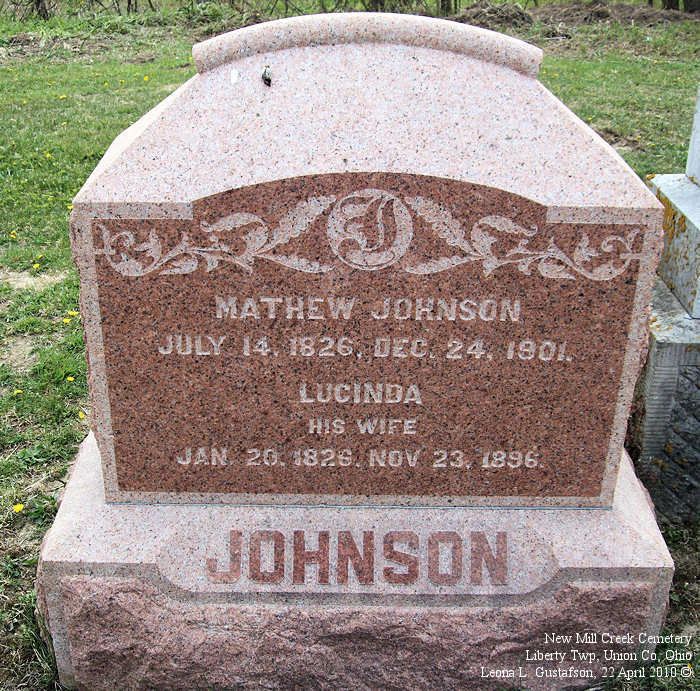 J
MATHEW JOHNSON
JULY 14, 1826. DEC. 24, 1901.
LUCINDA
HIS WIFE
JAN. 20, 1826. NOV 23, 1896.
JOHNSON
New Mill Creek Cemetery
Liberty Twp, Union Co, Ohio
Leona L. Gustafson, 22 April 2010 ©